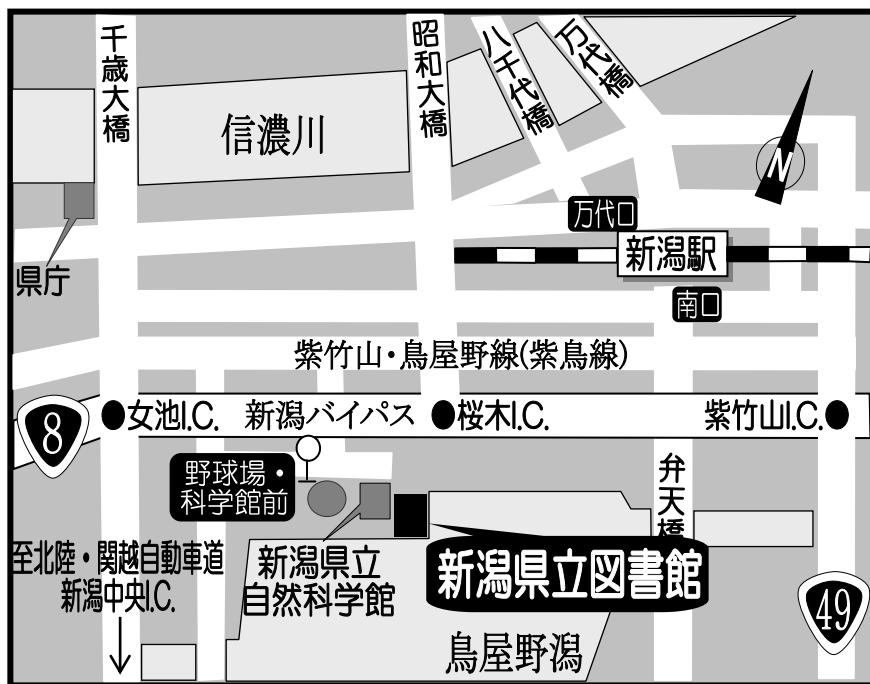 千歳大橋
昭和大橋
八千代橋
万代橋
信濃川
N
県庁
万代口
新潟駅
南口
紫竹山・鳥屋野線(紫鳥線)
8
女池I.C.
新潟バイパス
桜木I.C.
紫竹山I.C.
野球場・
科学館前
弁天橋
至北陸・関越自動車道
新潟中央I.C.
新潟県立
自然科学館
新潟県立図書館
鳥屋野潟
49